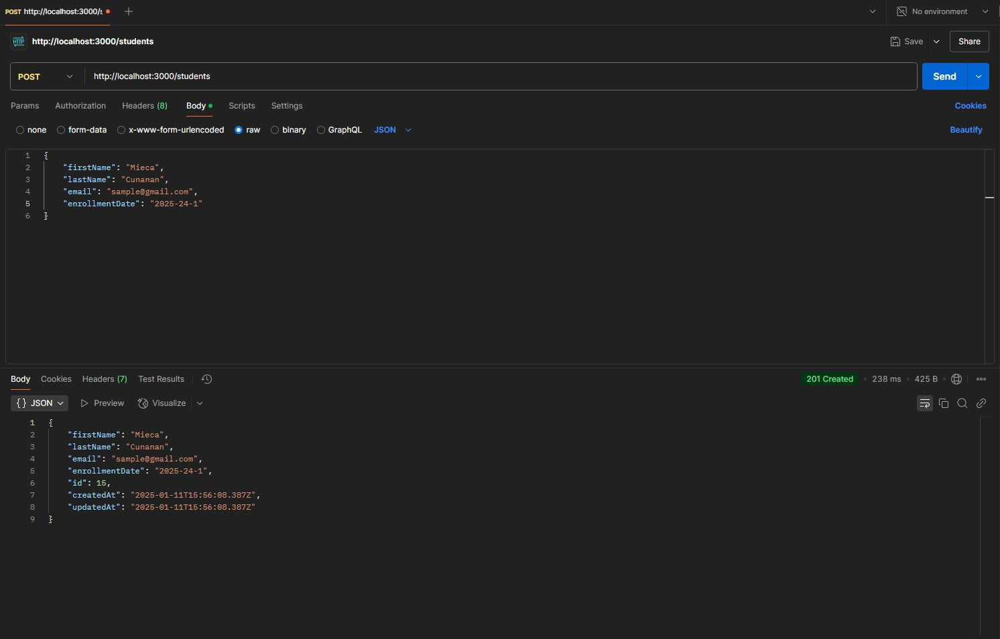 POST http://localhost:3000/s
No environment
HTTP http://localhost:3000/students
Save
Share
POST
http://localhost:3000/students
Send
Params Authorization Headers (8) Body Scripts Settings
Cookies
none form-data x-www-form-urlencoded raw binary GraphQL JSON
Beautify
1 {
2 "firstName": "Mieca",
3 "lastName": "Cunanan",
4 "email": "sample@gmail.com",
5 "enrollmentDate": "2025-24-1"
6 }
Body Cookies Headers (7) Test Results
201 Created 238 ms 425 B
{} JSON Preview Visualize
1 {
2 "firstName": "Mieca",
3 "lastName": "Cunanan",
4 "email": "sample@gmail.com",
5 "enrollmentDate": "2025-24-1",
6 "id": 15,
7 "createdAt": "2025-01-11T15:56:08.387Z",
8 "updatedAt": "2025-01-11T15:56:08.387Z"
9 }